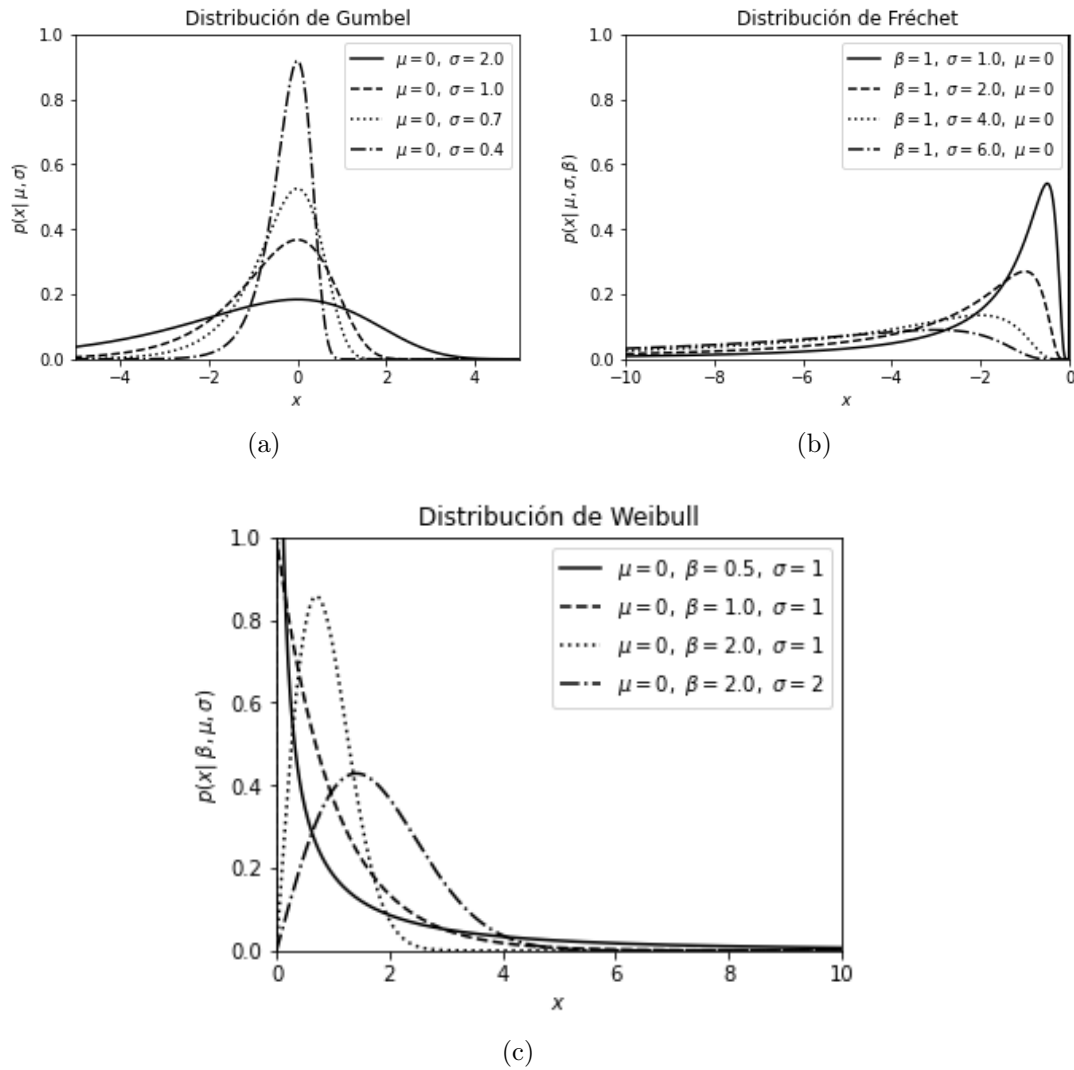 Distribución de Gumbel
1.0
0.8
0.6
0.4
0.2
0.0
p(x| μ, σ)
μ = 0, σ = 2.0
μ = 0, σ = 1.0
μ = 0, σ = 0.7
μ = 0, σ = 0.4
−4 −2 0 2 4
x
(a)
Distribución de Fréchet
1.0
0.8
0.6
0.4
0.2
0.0
p(x| μ, σ, β)
β = 1, σ = 1.0, μ = 0
β = 1, σ = 2.0, μ = 0
β = 1, σ = 4.0, μ = 0
β = 1, σ = 6.0, μ = 0
−10 −8 −6 −4 −2 0
x
(b)
Distribución de Weibull
1.0
0.8
0.6
0.4
0.2
0.0
p(x| β, μ, σ)
μ = 0, β = 0.5, σ = 1
μ = 0, β = 1.0, σ = 1
μ = 0, β = 2.0, σ = 1
μ = 0, β = 2.0, σ = 2
0 2 4 6 8 10
x
(c)